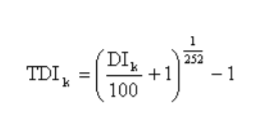 TDI_k = (DI_k/100 + 1)^(1/252) − 1